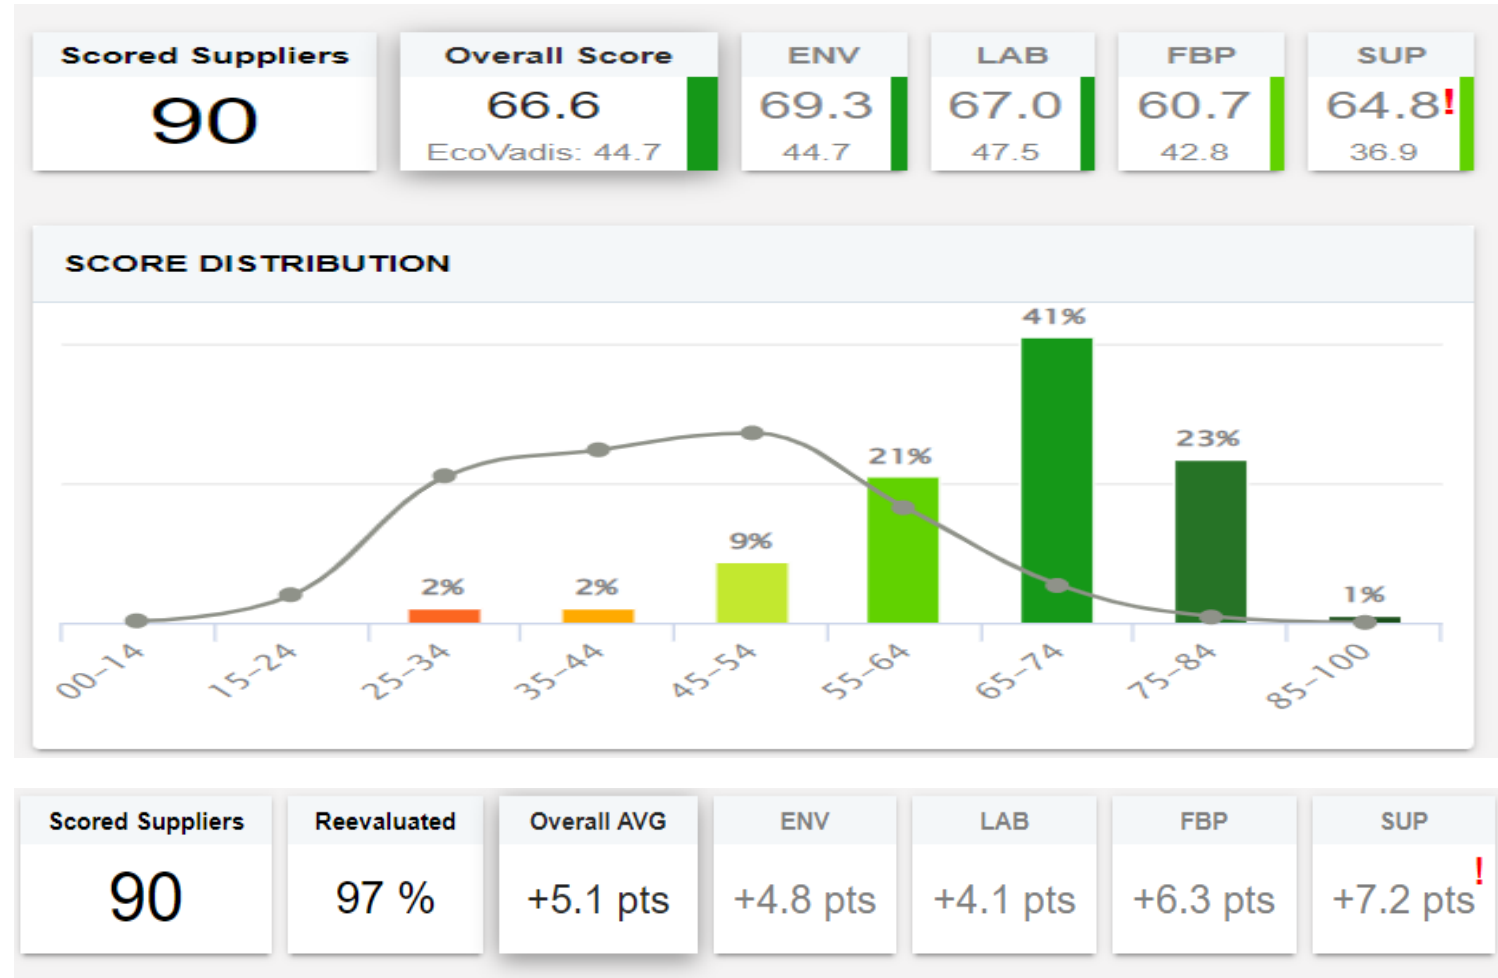 Scored Suppliers
90
Overall Score
66.6
EcoVadis: 44.7
ENV
69.3
44.7
LAB
67.0
47.5
FBP
60.7
42.8
SUP
64.8!
36.9
SCORE DISTRIBUTION
2%
2%
9%
21%
41%
23%
1%
00-14
15-24
25-34
35-44
45-54
55-64
65-74
75-84
85-100
Scored Suppliers
90
Reevaluated
97 %
Overall AVG
+5.1 pts
ENV
+4.8 pts
LAB
+4.1 pts
FBP
+6.3 pts
SUP
+7.2 pts!